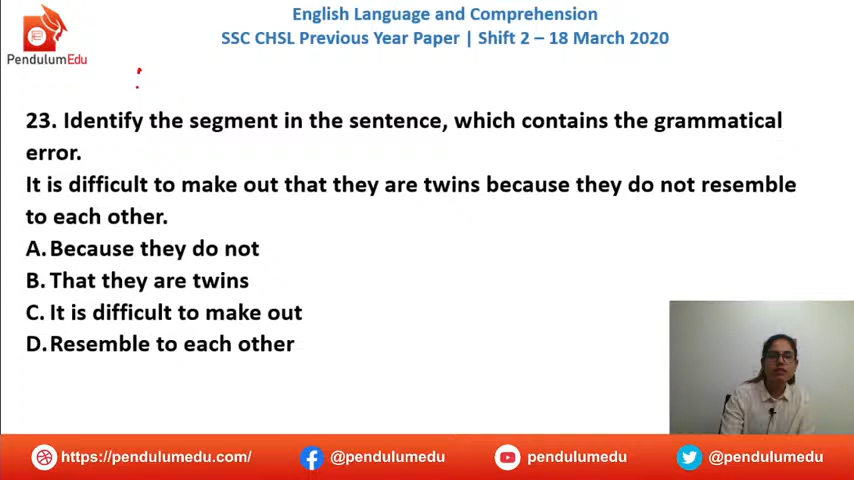 English Language and Comprehension
SSC CHSL Previous Year Paper | Shift 2 – 18 March 2020
PendulumEdu
23. Identify the segment in the sentence, which contains the grammatical
error.
It is difficult to make out that they are twins because they do not resemble
to each other.
A. Because they do not
B. That they are twins
C. It is difficult to make out
D. Resemble to each other
https://pendulumedu.com/ @pendulumedu pendulumedu @pendulumedu